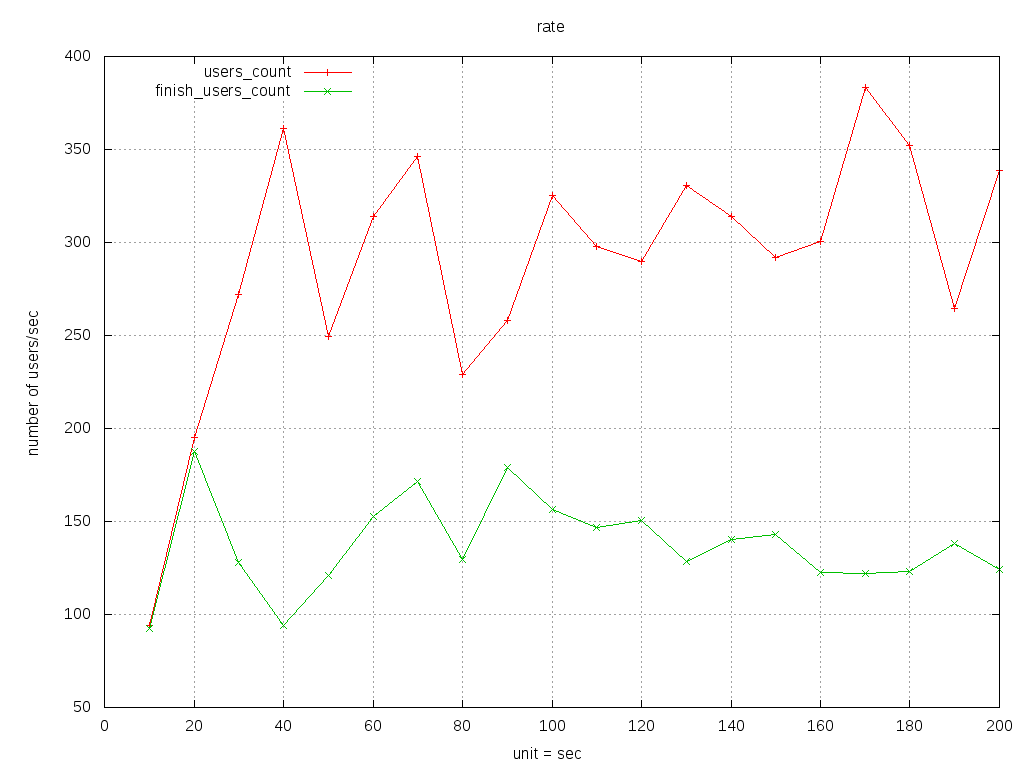 rate
400
350
300
250
200
150
100
50
users_count
finish_users_count
number of users/sec
0 20 40 60 80 100 120 140 160 180 200
unit = sec